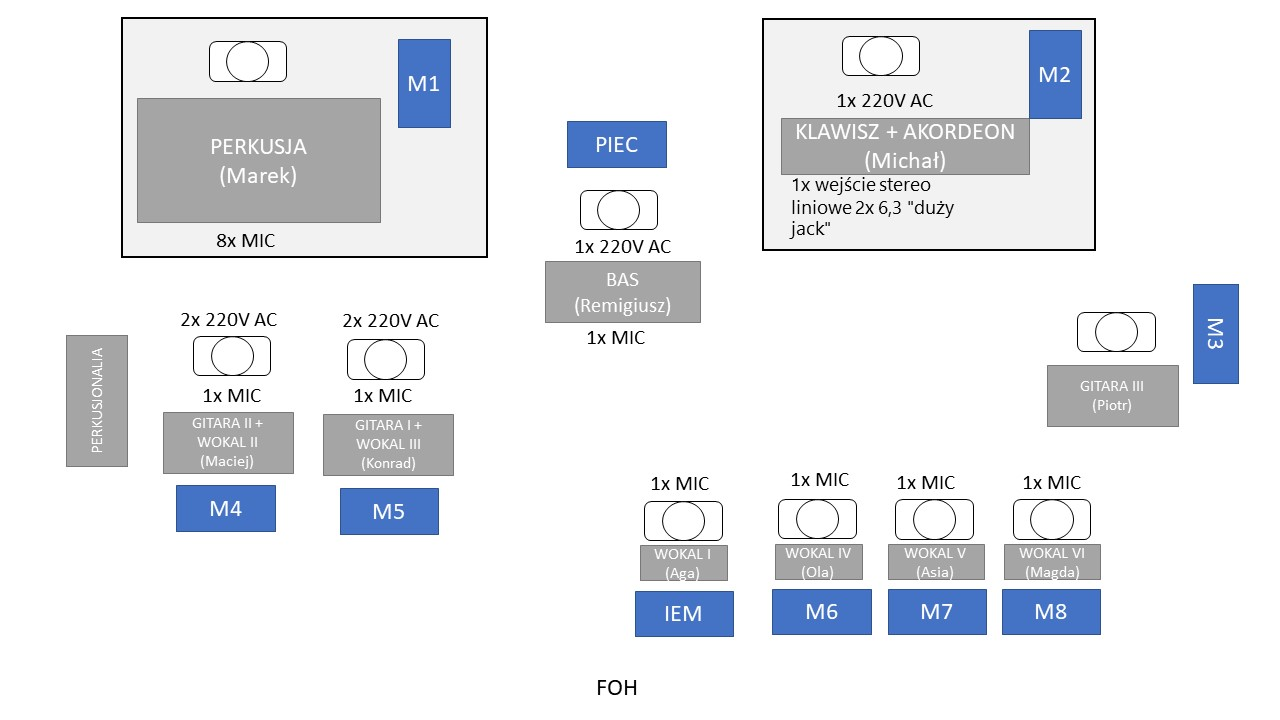 M1
PERKUSJA
(Marek)
8x MIC
PIEC
1x 220V AC
BAS
(Remigiusz)
1x MIC
M2
1x 220V AC
KLAWISZ + AKORDEON
(Michał)
1x wejście stereo
liniowe 2x 6,3 "duży
jack"
PERKUSJONALIA
2x 220V AC
1x MIC
GITARA II +
WOKAL II
(Maciej)
M4
2x 220V AC
1x MIC
GITARA I +
WOKAL III
(Konrad)
M5
M3
GITARA III
(Piotr)
1x MIC
WOKAL I
(Aga)
IEM
1x MIC
WOKAL IV
(Ola)
M6
1x MIC
WOKAL V
(Asia)
M7
1x MIC
WOKAL VI
(Magda)
M8
FOH